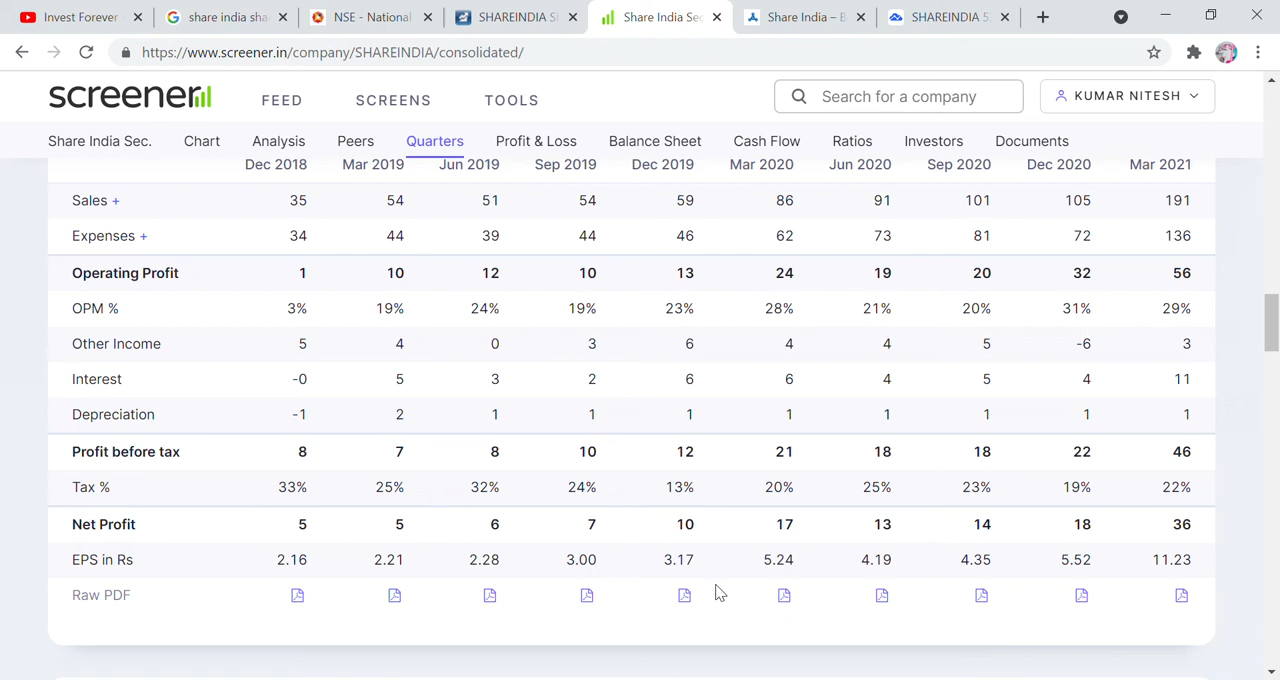 Invest Forever
share india sha
NSE - National
SHAREINDIA S
Share India Sec
Share India – B
SHAREINDIA 5
https://www.screener.in/company/SHAREINDIA/consolidated/
screener
FEED
SCREENS
TOOLS
Search for a company
KUMAR NITESH
Share India Sec. Chart Analysis Peers Quarters Profit & Loss Balance Sheet Cash Flow Ratios Investors Documents
Dec 2018 Mar 2019 Jun 2019 Sep 2019 Dec 2019 Mar 2020 Jun 2020 Sep 2020 Dec 2020 Mar 2021
Sales + 35 54 51 54 59 86 91 101 105 191
Expenses + 34 44 39 44 46 62 73 81 72 136
Operating Profit 1 10 12 10 13 24 19 20 32 56
OPM % 3% 19% 24% 19% 23% 28% 21% 20% 31% 29%
Other Income 5 4 0 3 6 4 4 5 -6 3
Interest -0 5 3 2 6 6 4 5 4 11
Depreciation -1 2 1 1 1 1 1 1 1 1
Profit before tax 8 7 8 10 12 21 18 18 22 46
Tax % 33% 25% 32% 24% 13% 20% 25% 23% 19% 22%
Net Profit 5 5 6 7 10 17 13 14 18 36
EPS in Rs 2.16 2.21 2.28 3.00 3.17 5.24 4.19 4.35 5.52 11.23
Raw PDF